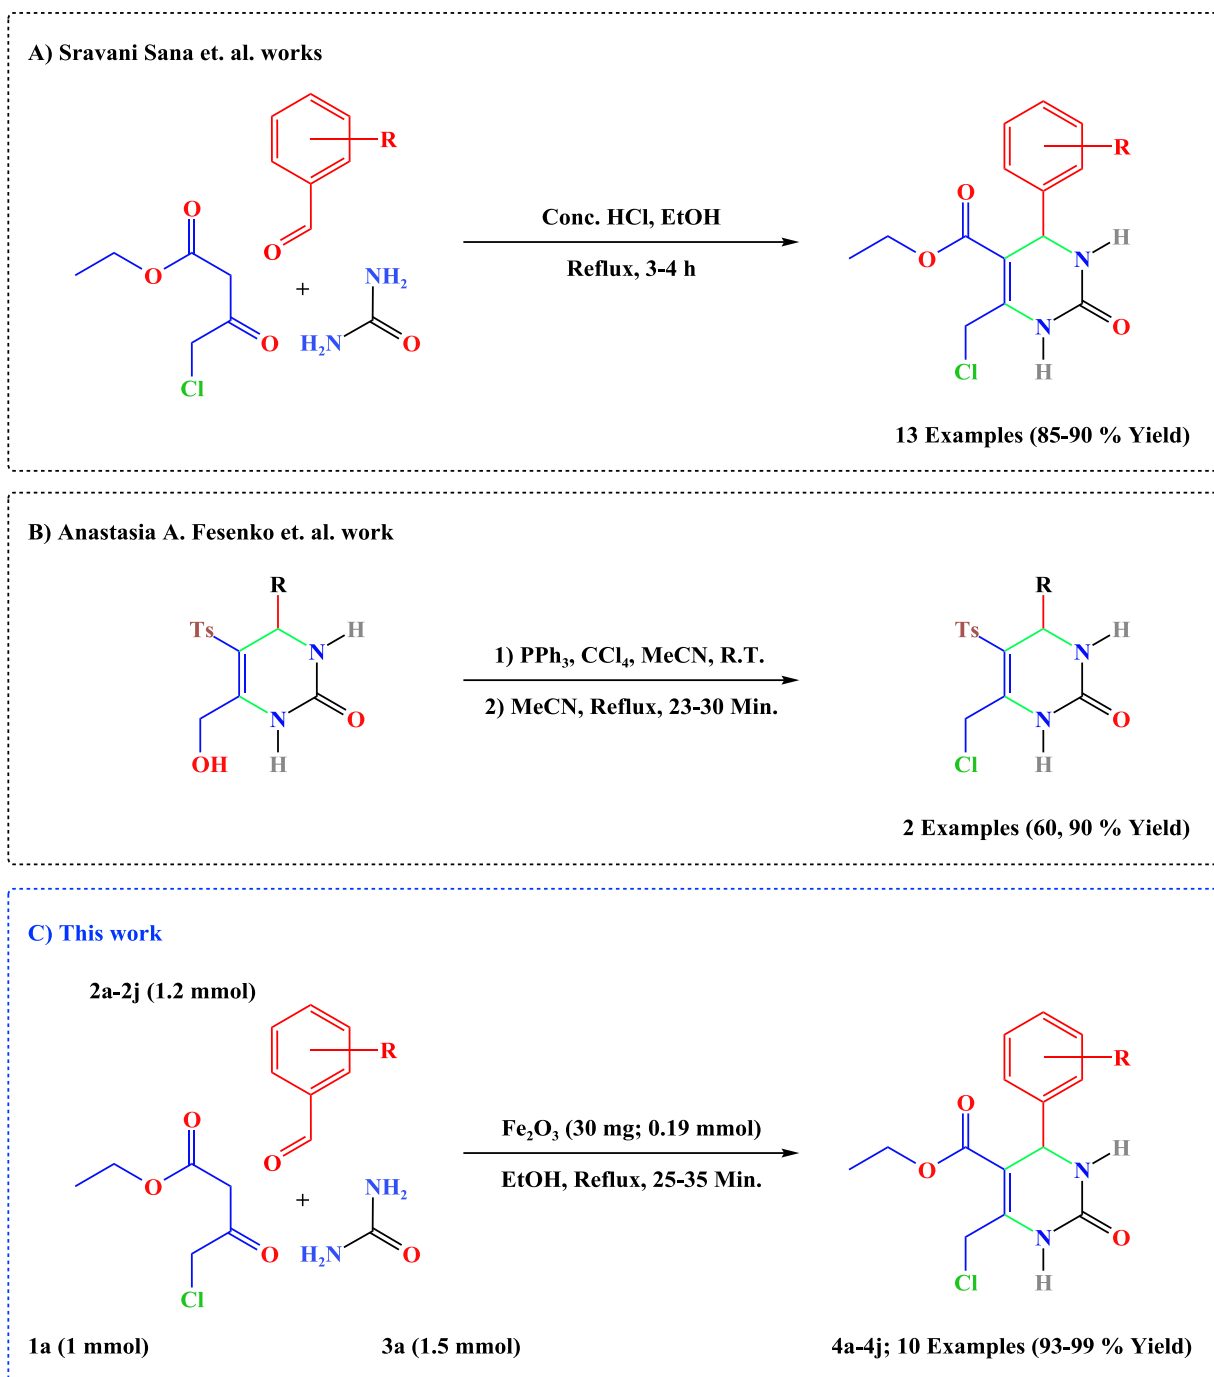 A) Sravani Sana et. al. works
R
O
O
O
Cl
O
+
NH2
H2N
O
Conc. HCl, EtOH
Reflux, 3-4 h
R
O
O
N
H
N
H
O
Cl
13 Examples (85-90 % Yield)
B) Anastasia A. Fesenko et. al. work
R
Ts
N
H
N
H
O
OH
1) PPh3, CCl4, MeCN, R.T.
2) MeCN, Reflux, 23-30 Min.
R
Ts
N
H
N
H
O
Cl
2 Examples (60, 90 % Yield)
C) This work
2a-2j (1.2 mmol)
R
O
O
O
Cl
O
+
NH2
H2N
O
1a (1 mmol)
3a (1.5 mmol)
Fe2O3 (30 mg; 0.19 mmol)
EtOH, Reflux, 25-35 Min.
R
O
O
N
H
N
H
O
Cl
4a-4j; 10 Examples (93-99 % Yield)